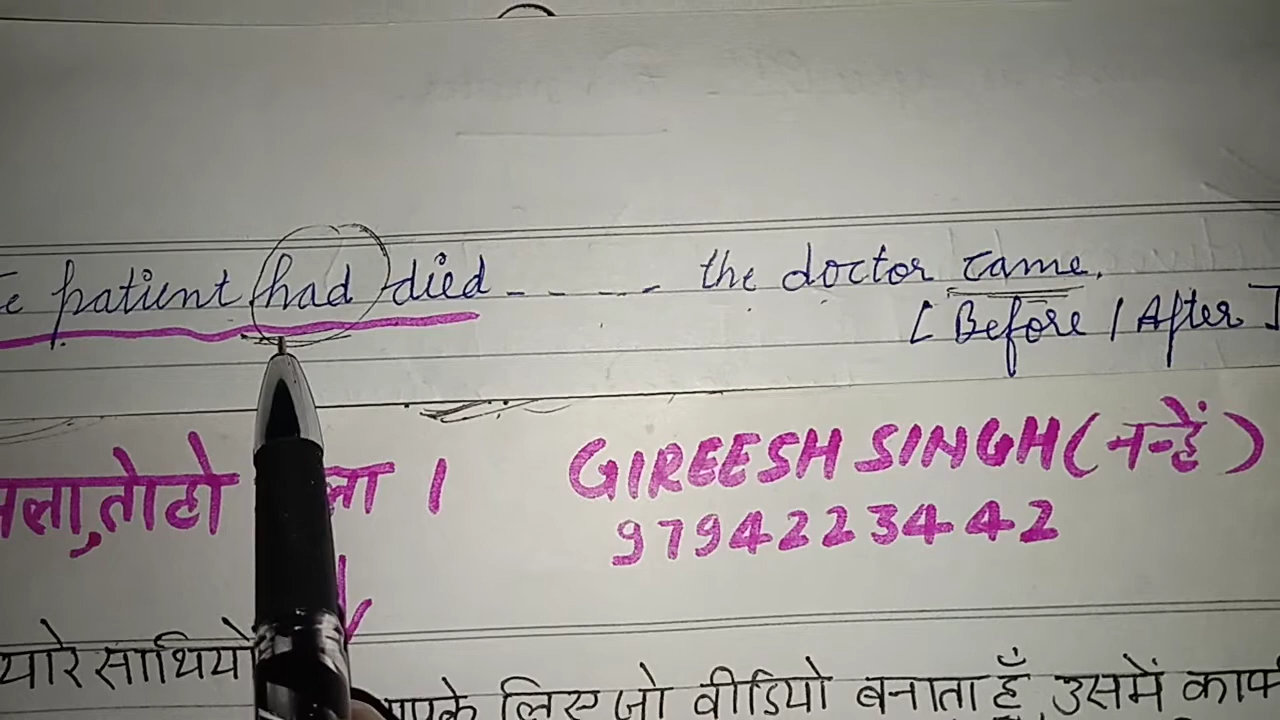 patient had died ---- the doctor came.
[Before / After]
तोटो ला । GIREESH SINGH (नन्हें)
9794223442
साथियो लिए जो वीडियो बनाता हूँ उसमें